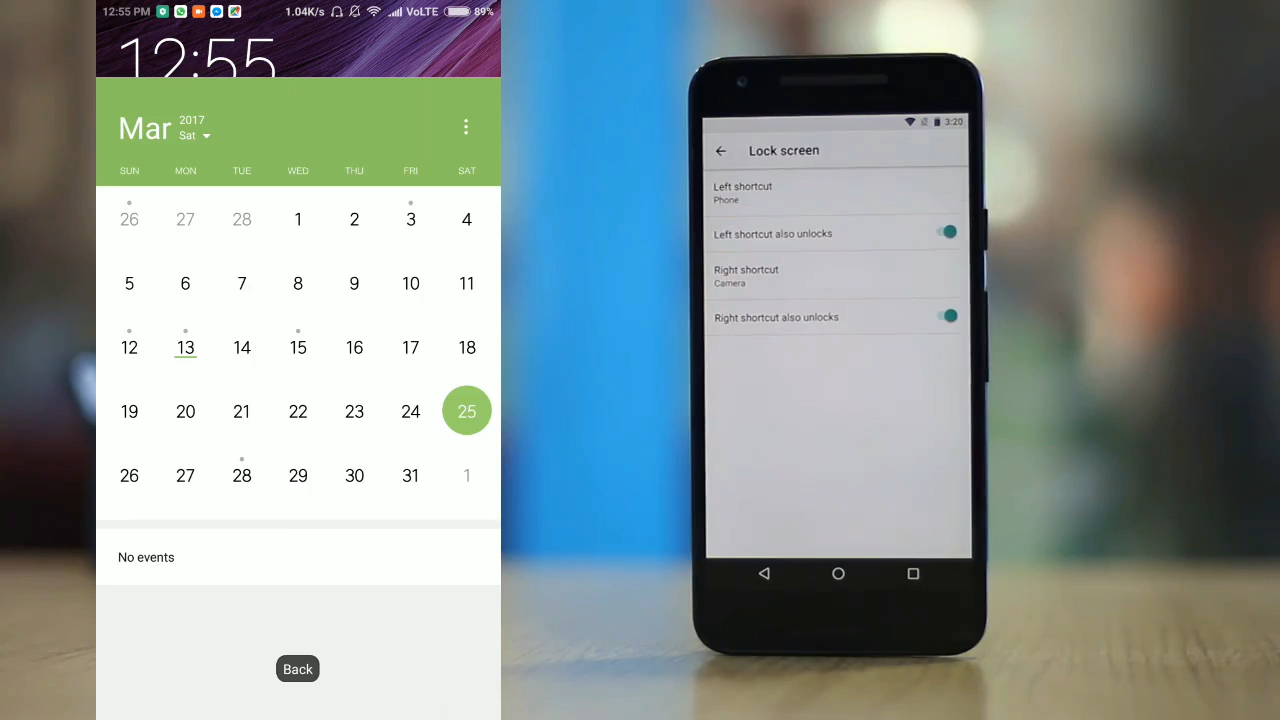 12:55 PM 1.04K/s VoLTE 89%
12:55
Mar 2017
Sat
SUN MON TUE WED THU FRI SAT
26 27 28 1 2 3 4
5 6 7 8 9 10 11
12 13 14 15 16 17 18
19 20 21 22 23 24 25
26 27 28 29 30 31 1
No events
Back
3:20
Lock screen
Left shortcut
Phone
Left shortcut also unlocks
Right shortcut
Camera
Right shortcut also unlocks